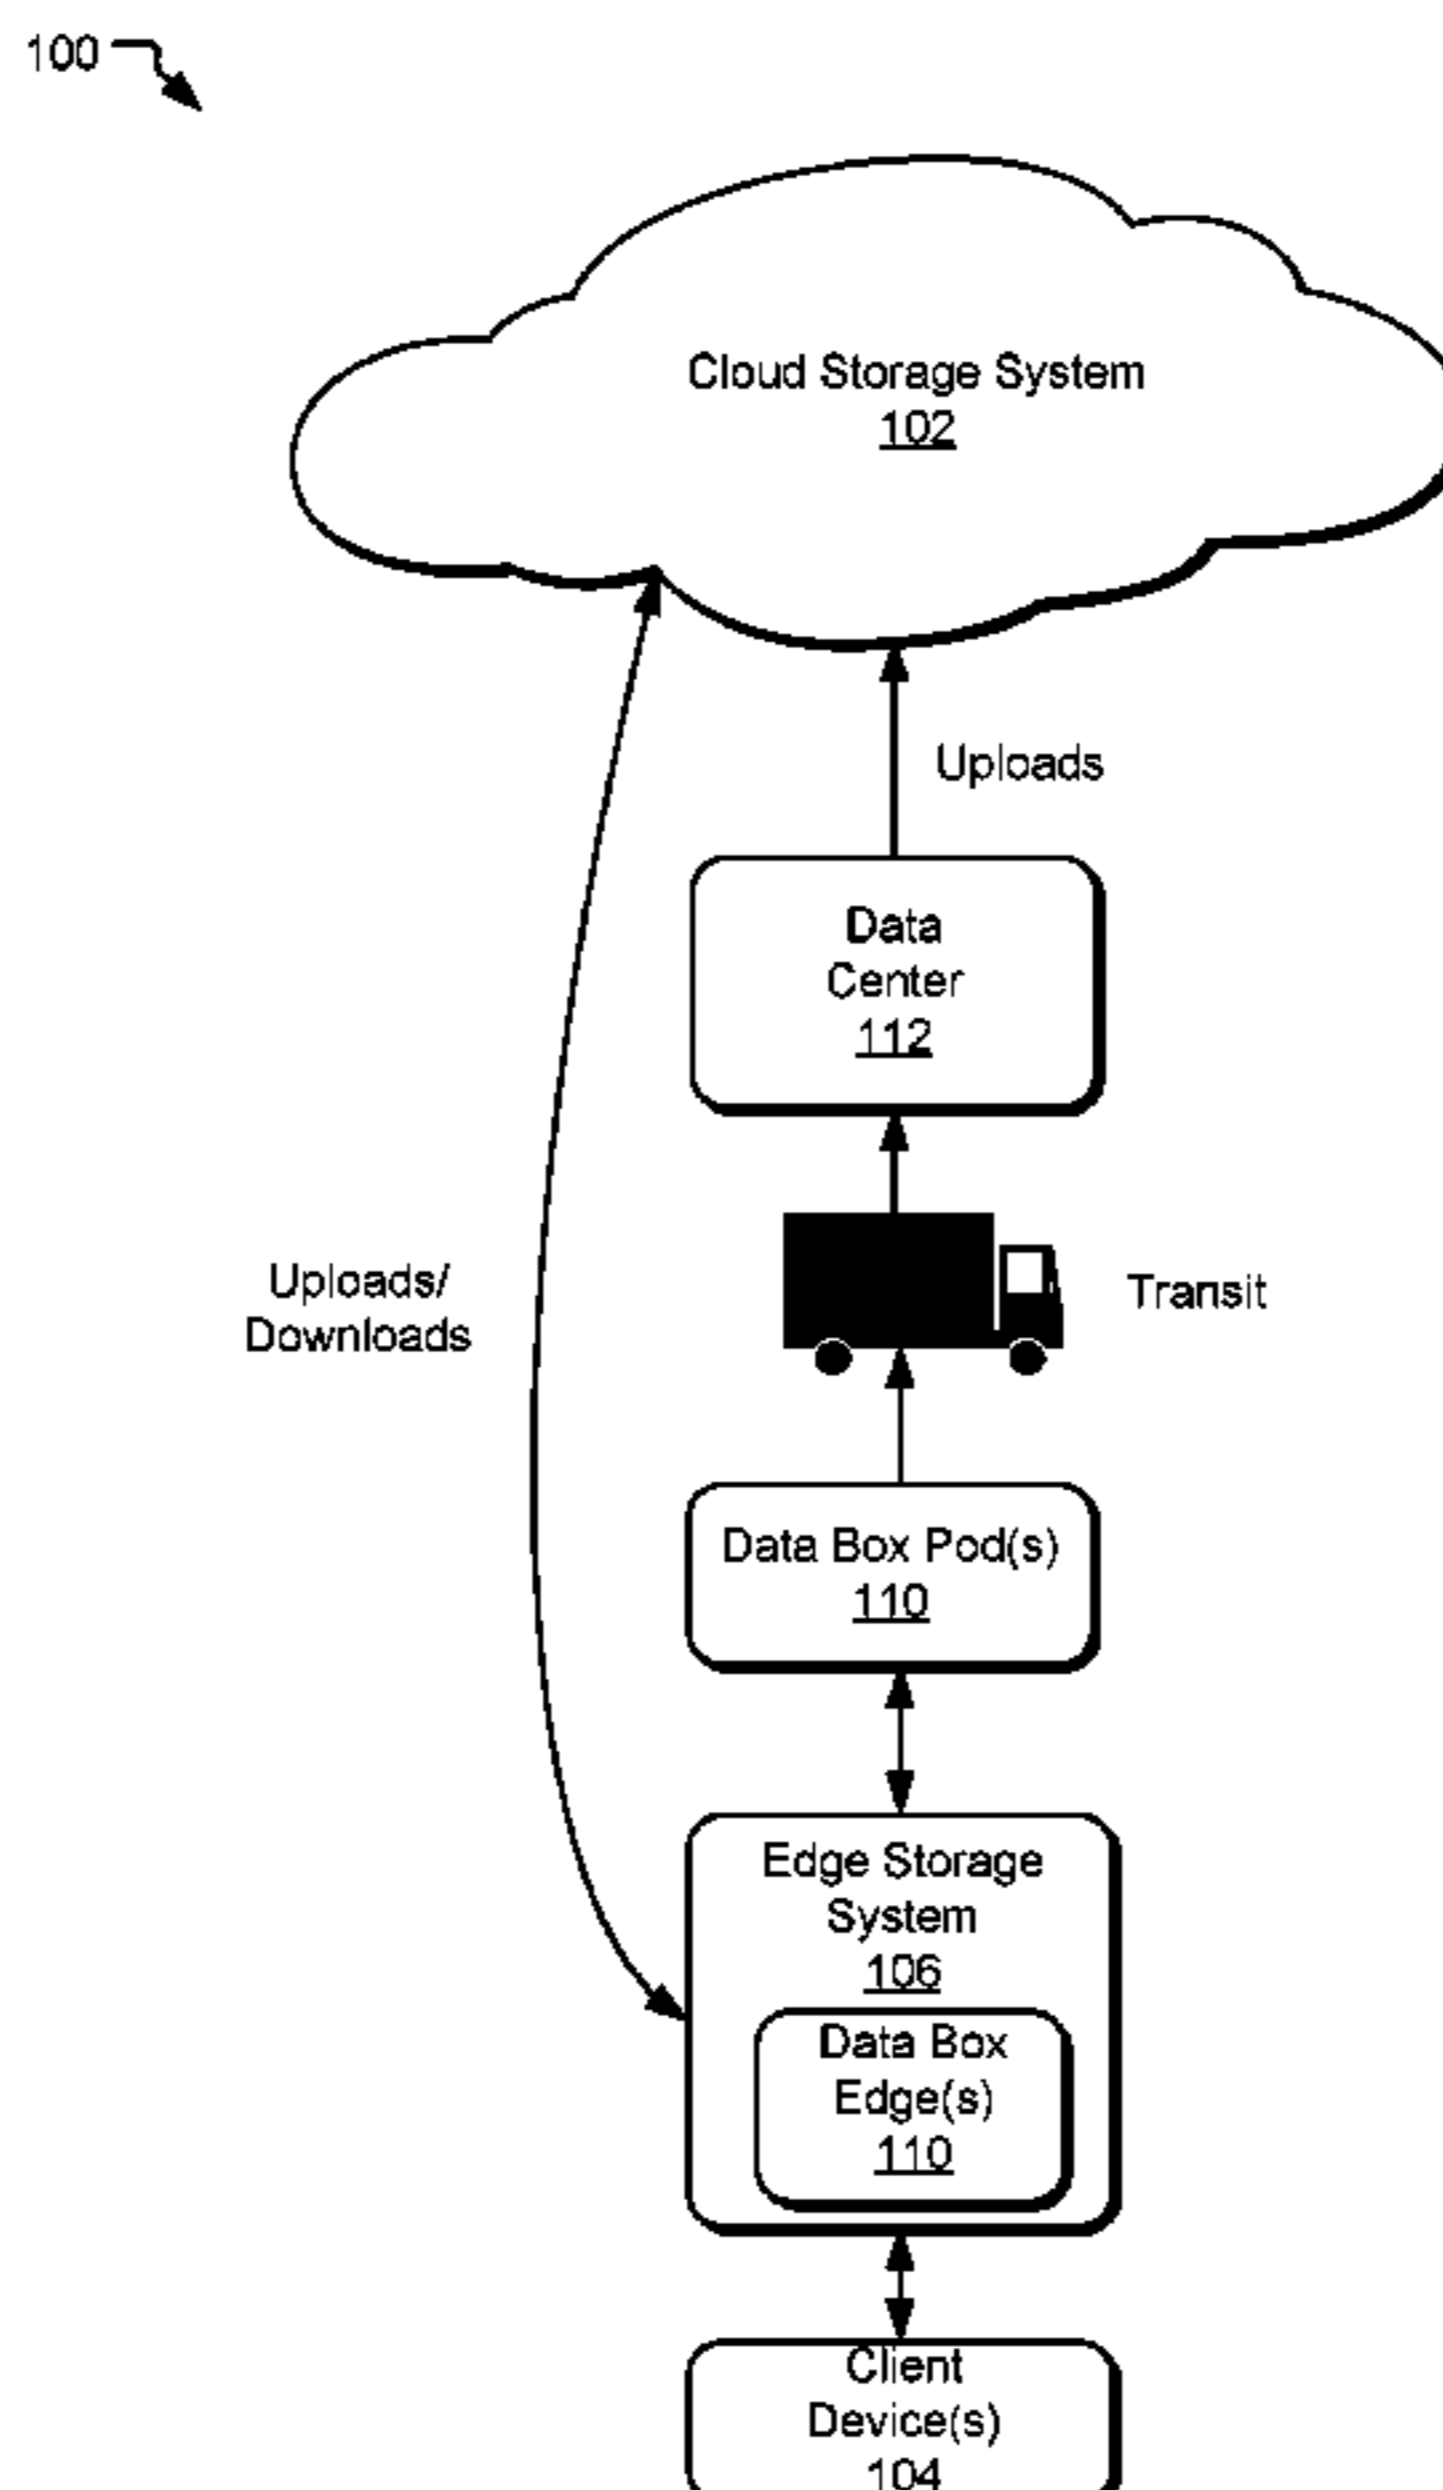 100
Cloud Storage System
102
Uploads
Data
Center
112
Uploads/
Downloads
Transit
Data Box Pod(s)
110
Edge Storage
System
106
Data Box
Edge(s)
110
Client
Device(s)
104